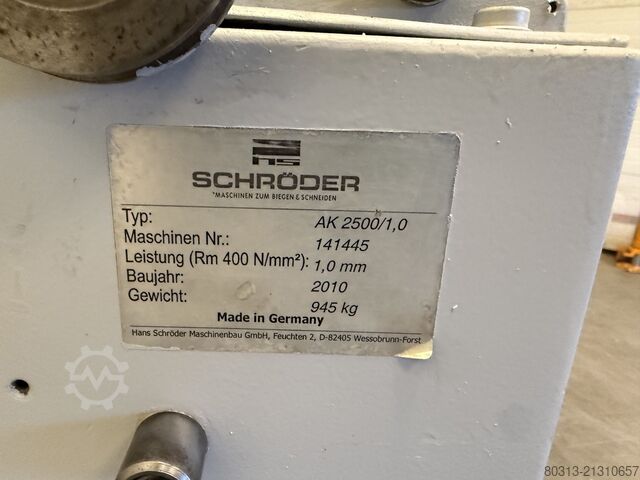 hs
SCHRÖDER
"MASCHINEN ZUM BIEGEN & SCHNEIDEN
Typ: AK 2500/1,0
Maschinen Nr.: 141445
Leistung (Rm 400 N/mm²): 1,0 mm
Baujahr: 2010
Gewicht: 945 kg
Made in Germany
Hans Schröder Maschinenbau GmbH, Feuchten 2, D-82405 Wessobrunn-Forst
80313-21310657